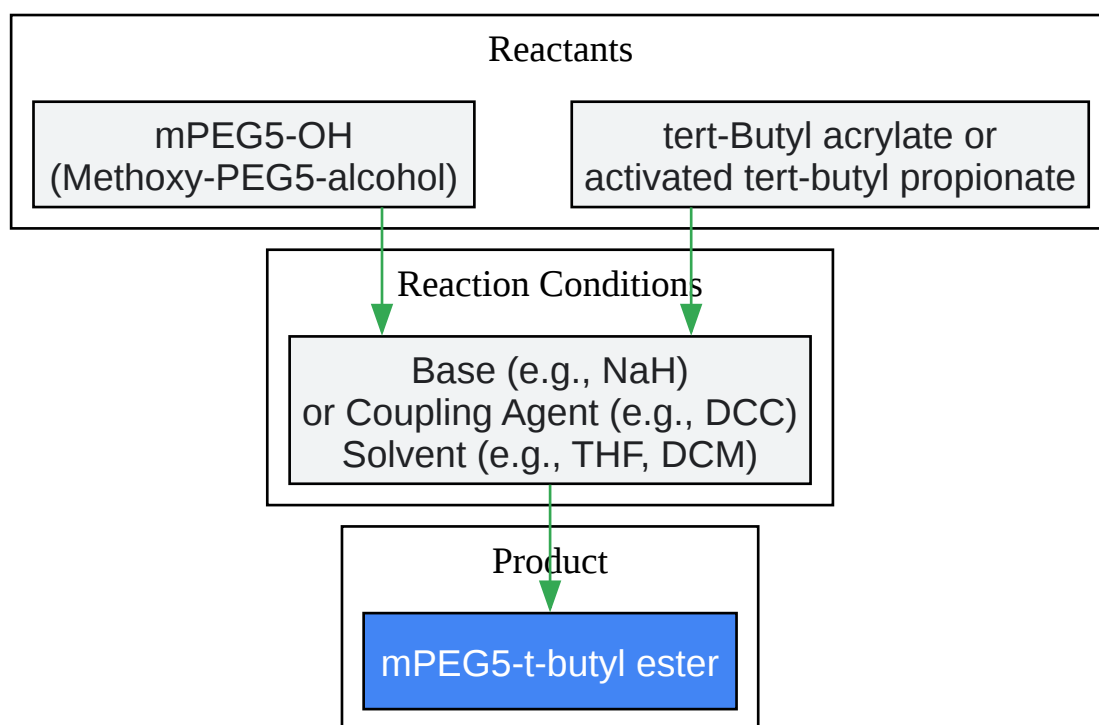 Reactants
mPEG5-OH
(Methoxy-PEG5-alcohol)
tert-Butyl acrylate or
activated tert-butyl propionate
Reaction Conditions
Base (e.g., NaH)
or Coupling Agent (e.g., DCC)
Solvent (e.g., THF, DCM)
Product
mPEG5-t-butyl ester